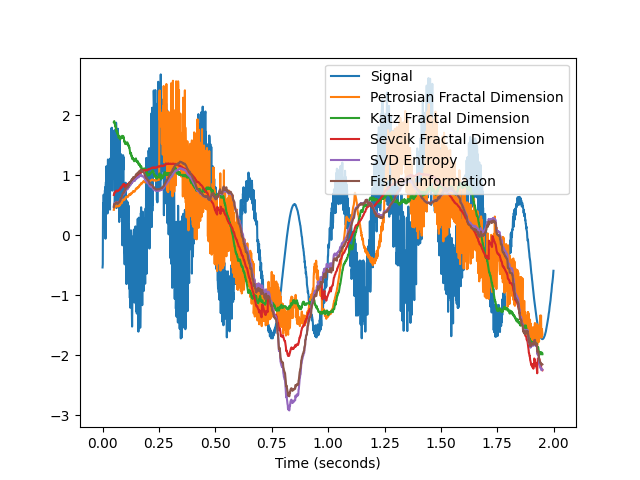 Signal
Petrosian Fractal Dimension
Katz Fractal Dimension
Sevcik Fractal Dimension
SVD Entropy
Fisher Information
2
1
0
−1
−2
−3
0.00 0.25 0.50 0.75 1.00 1.25 1.50 1.75 2.00
Time (seconds)